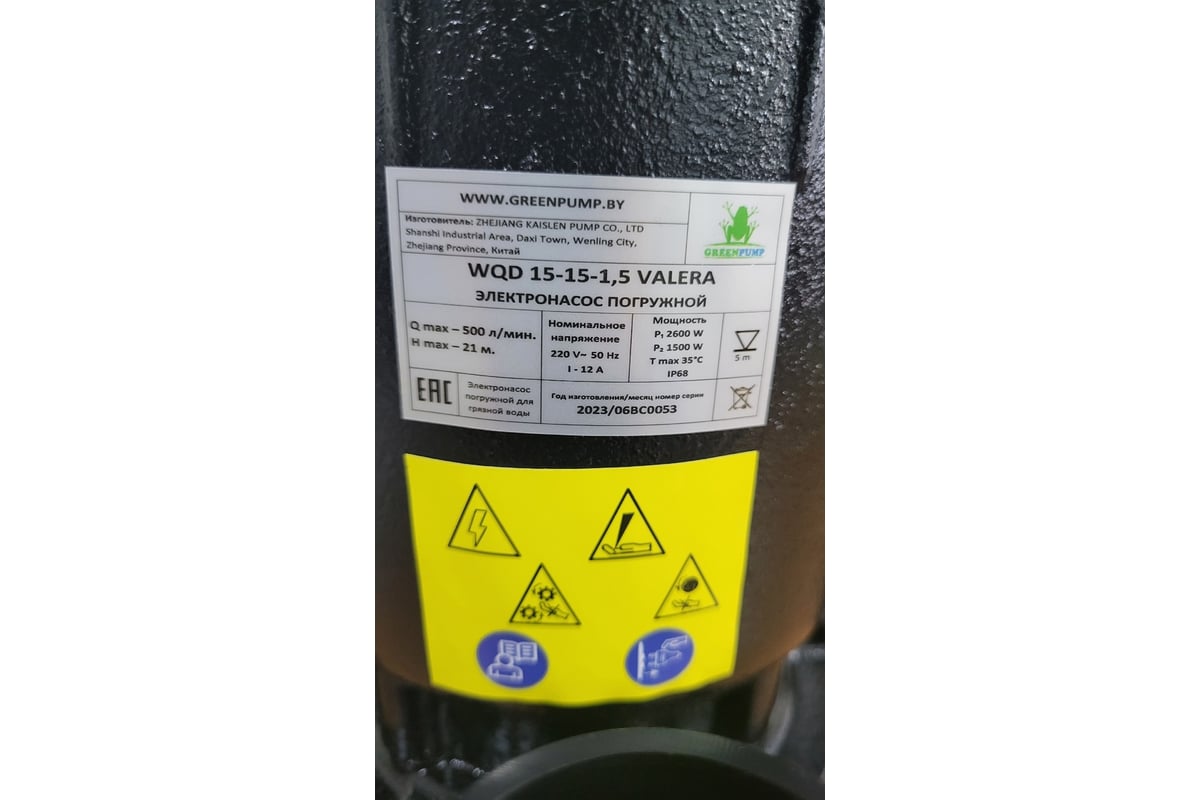 WWW.GREENPUMP.BY
Изготовитель: ZHEJIANG KAISLEN PUMP CO., LTD
Shanshi Industrial Area, Daxi Town, Wenling City,
Zhejiang Province, Китай
GREENPUMP
WQD 15-15-1,5 VALERA
ЭЛЕКТРОНАСОС ПОГРУЖНОЙ
Q max – 500 л/мин.
H max – 21 м.
Номинальное
напряжение
220 V~ 50 Hz
I - 12 A
Мощность
P₁ 2600 W
P₂ 1500 W
T max 35°C
IP68
5 m
EAC
Электронасос
погружной для
грязной воды
Год изготовления/месяц номер серии
2023/06BC0053